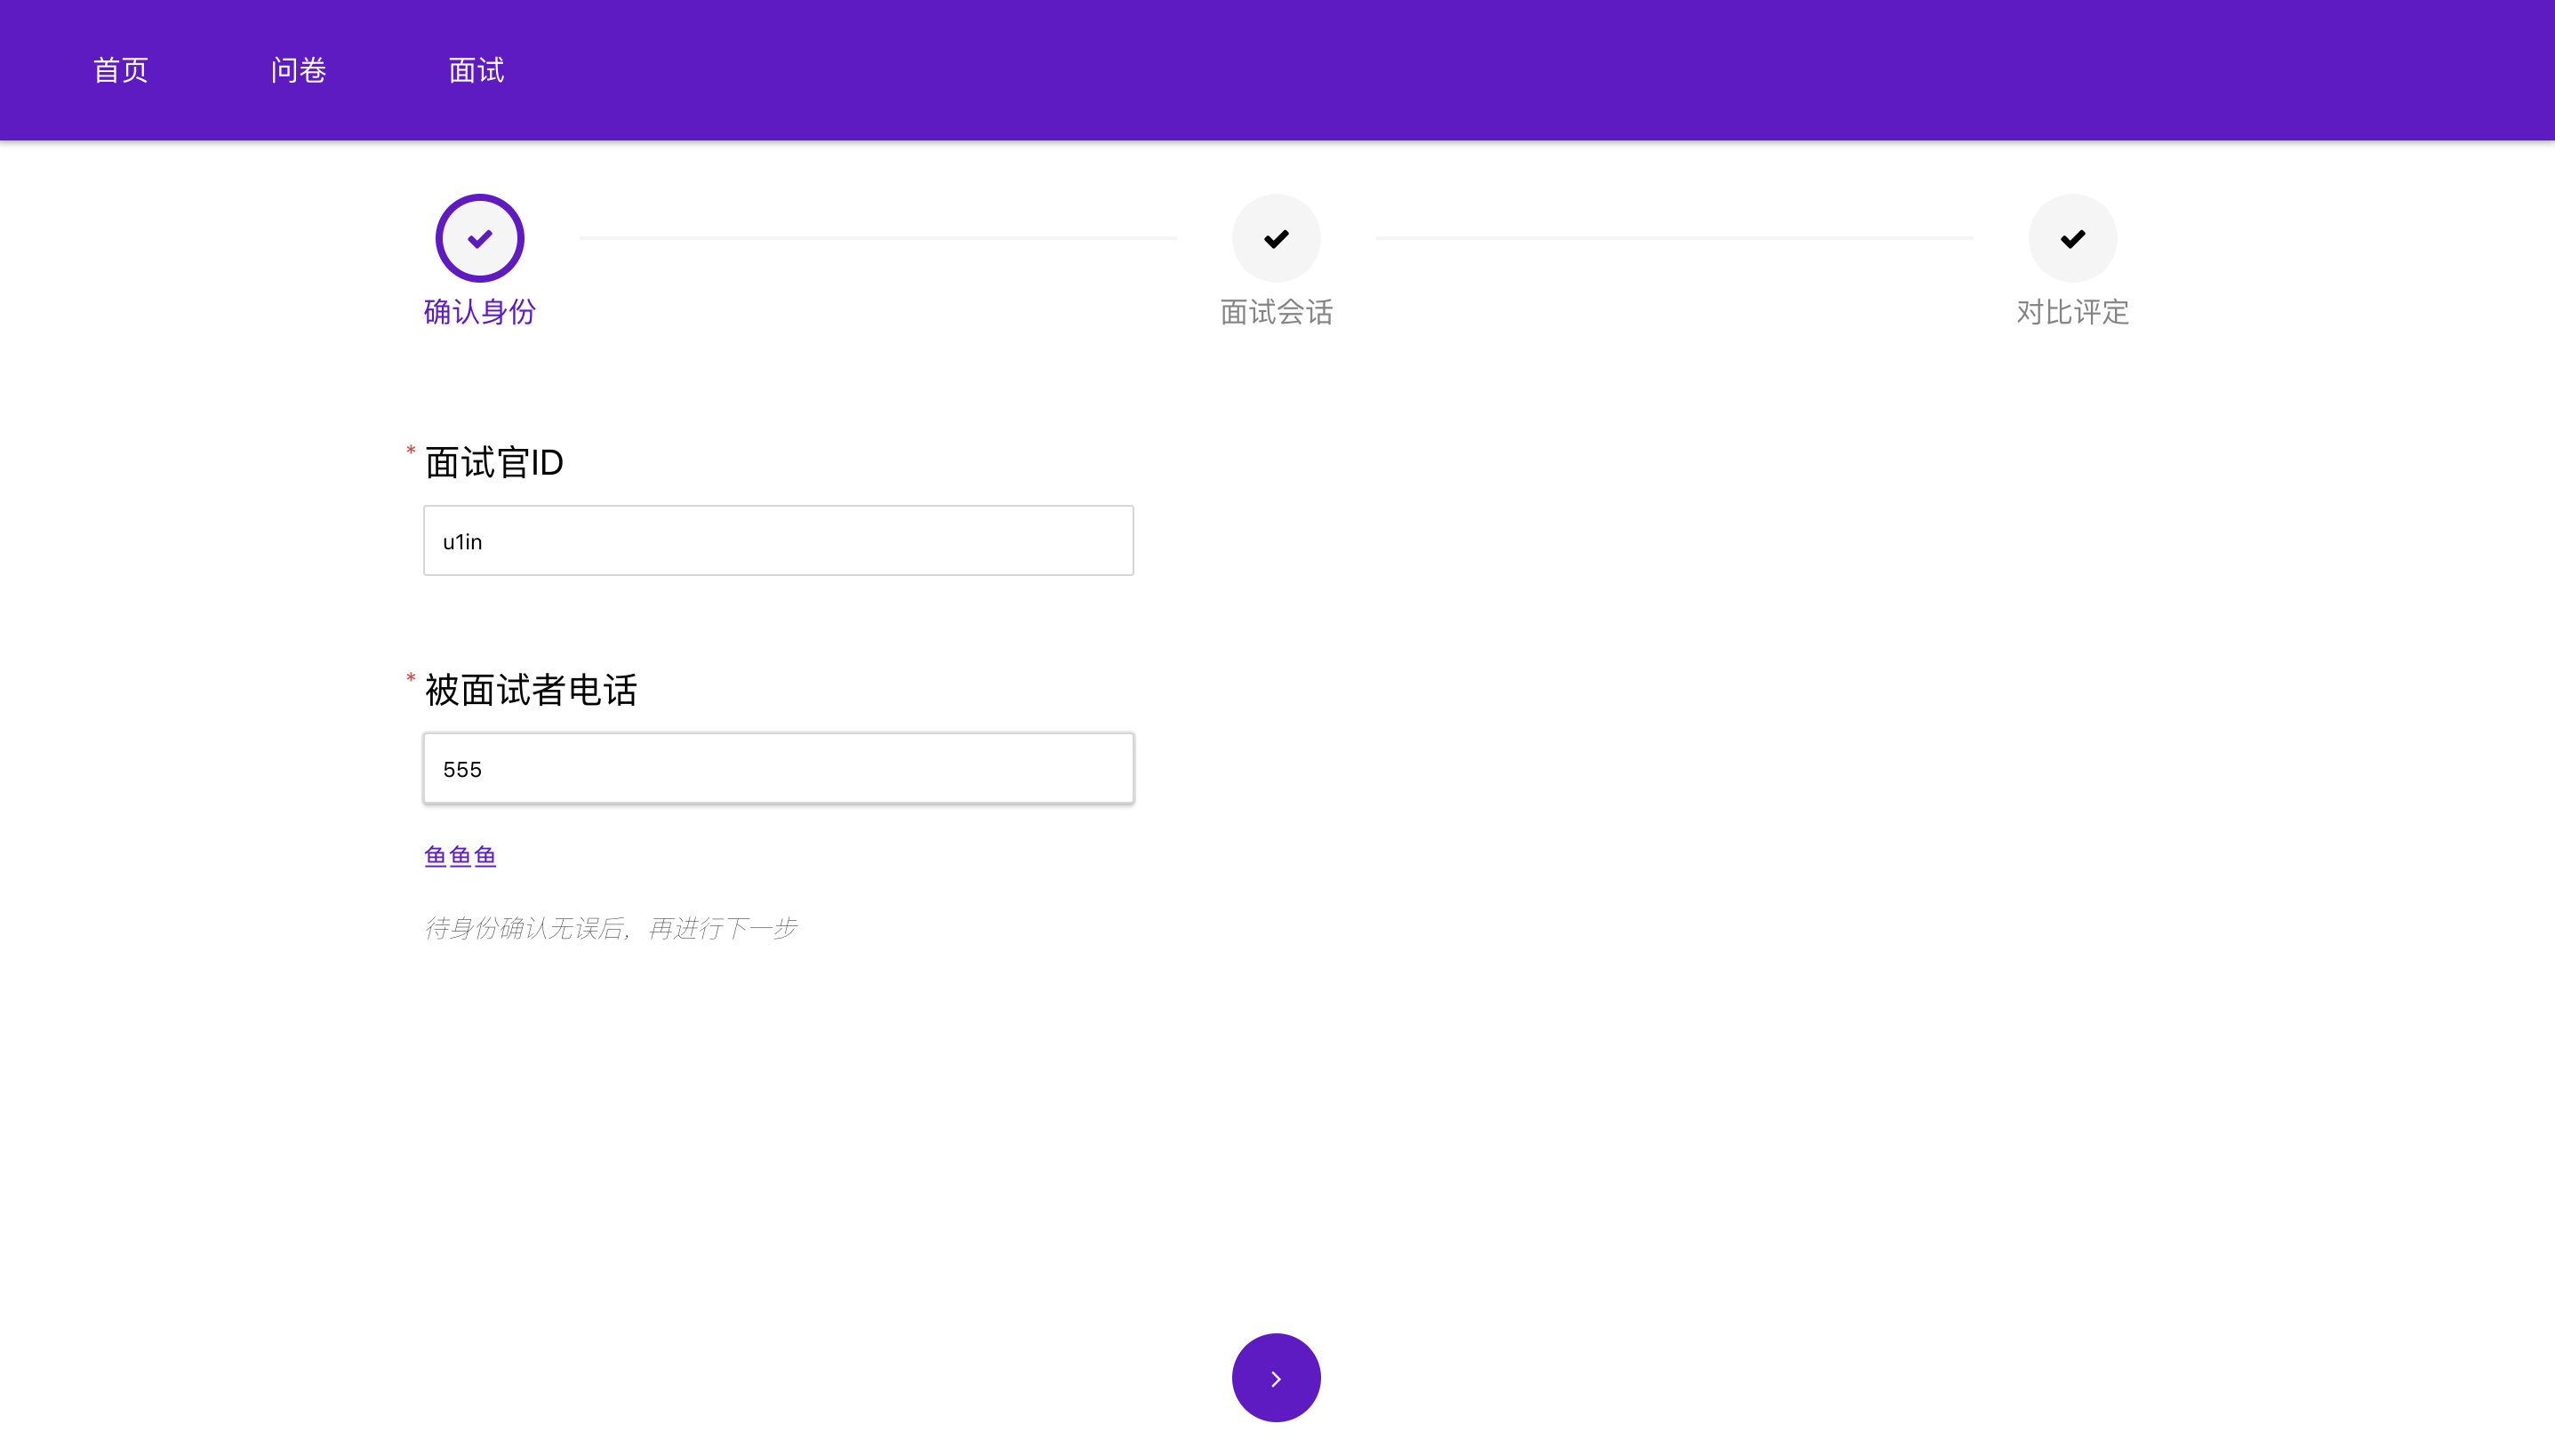 首页 问卷 面试
确认身份 面试会话 对比评定
* 面试官ID
u1in
* 被面试者电话
555
鱼鱼鱼
待身份确认无误后，再进行下一步